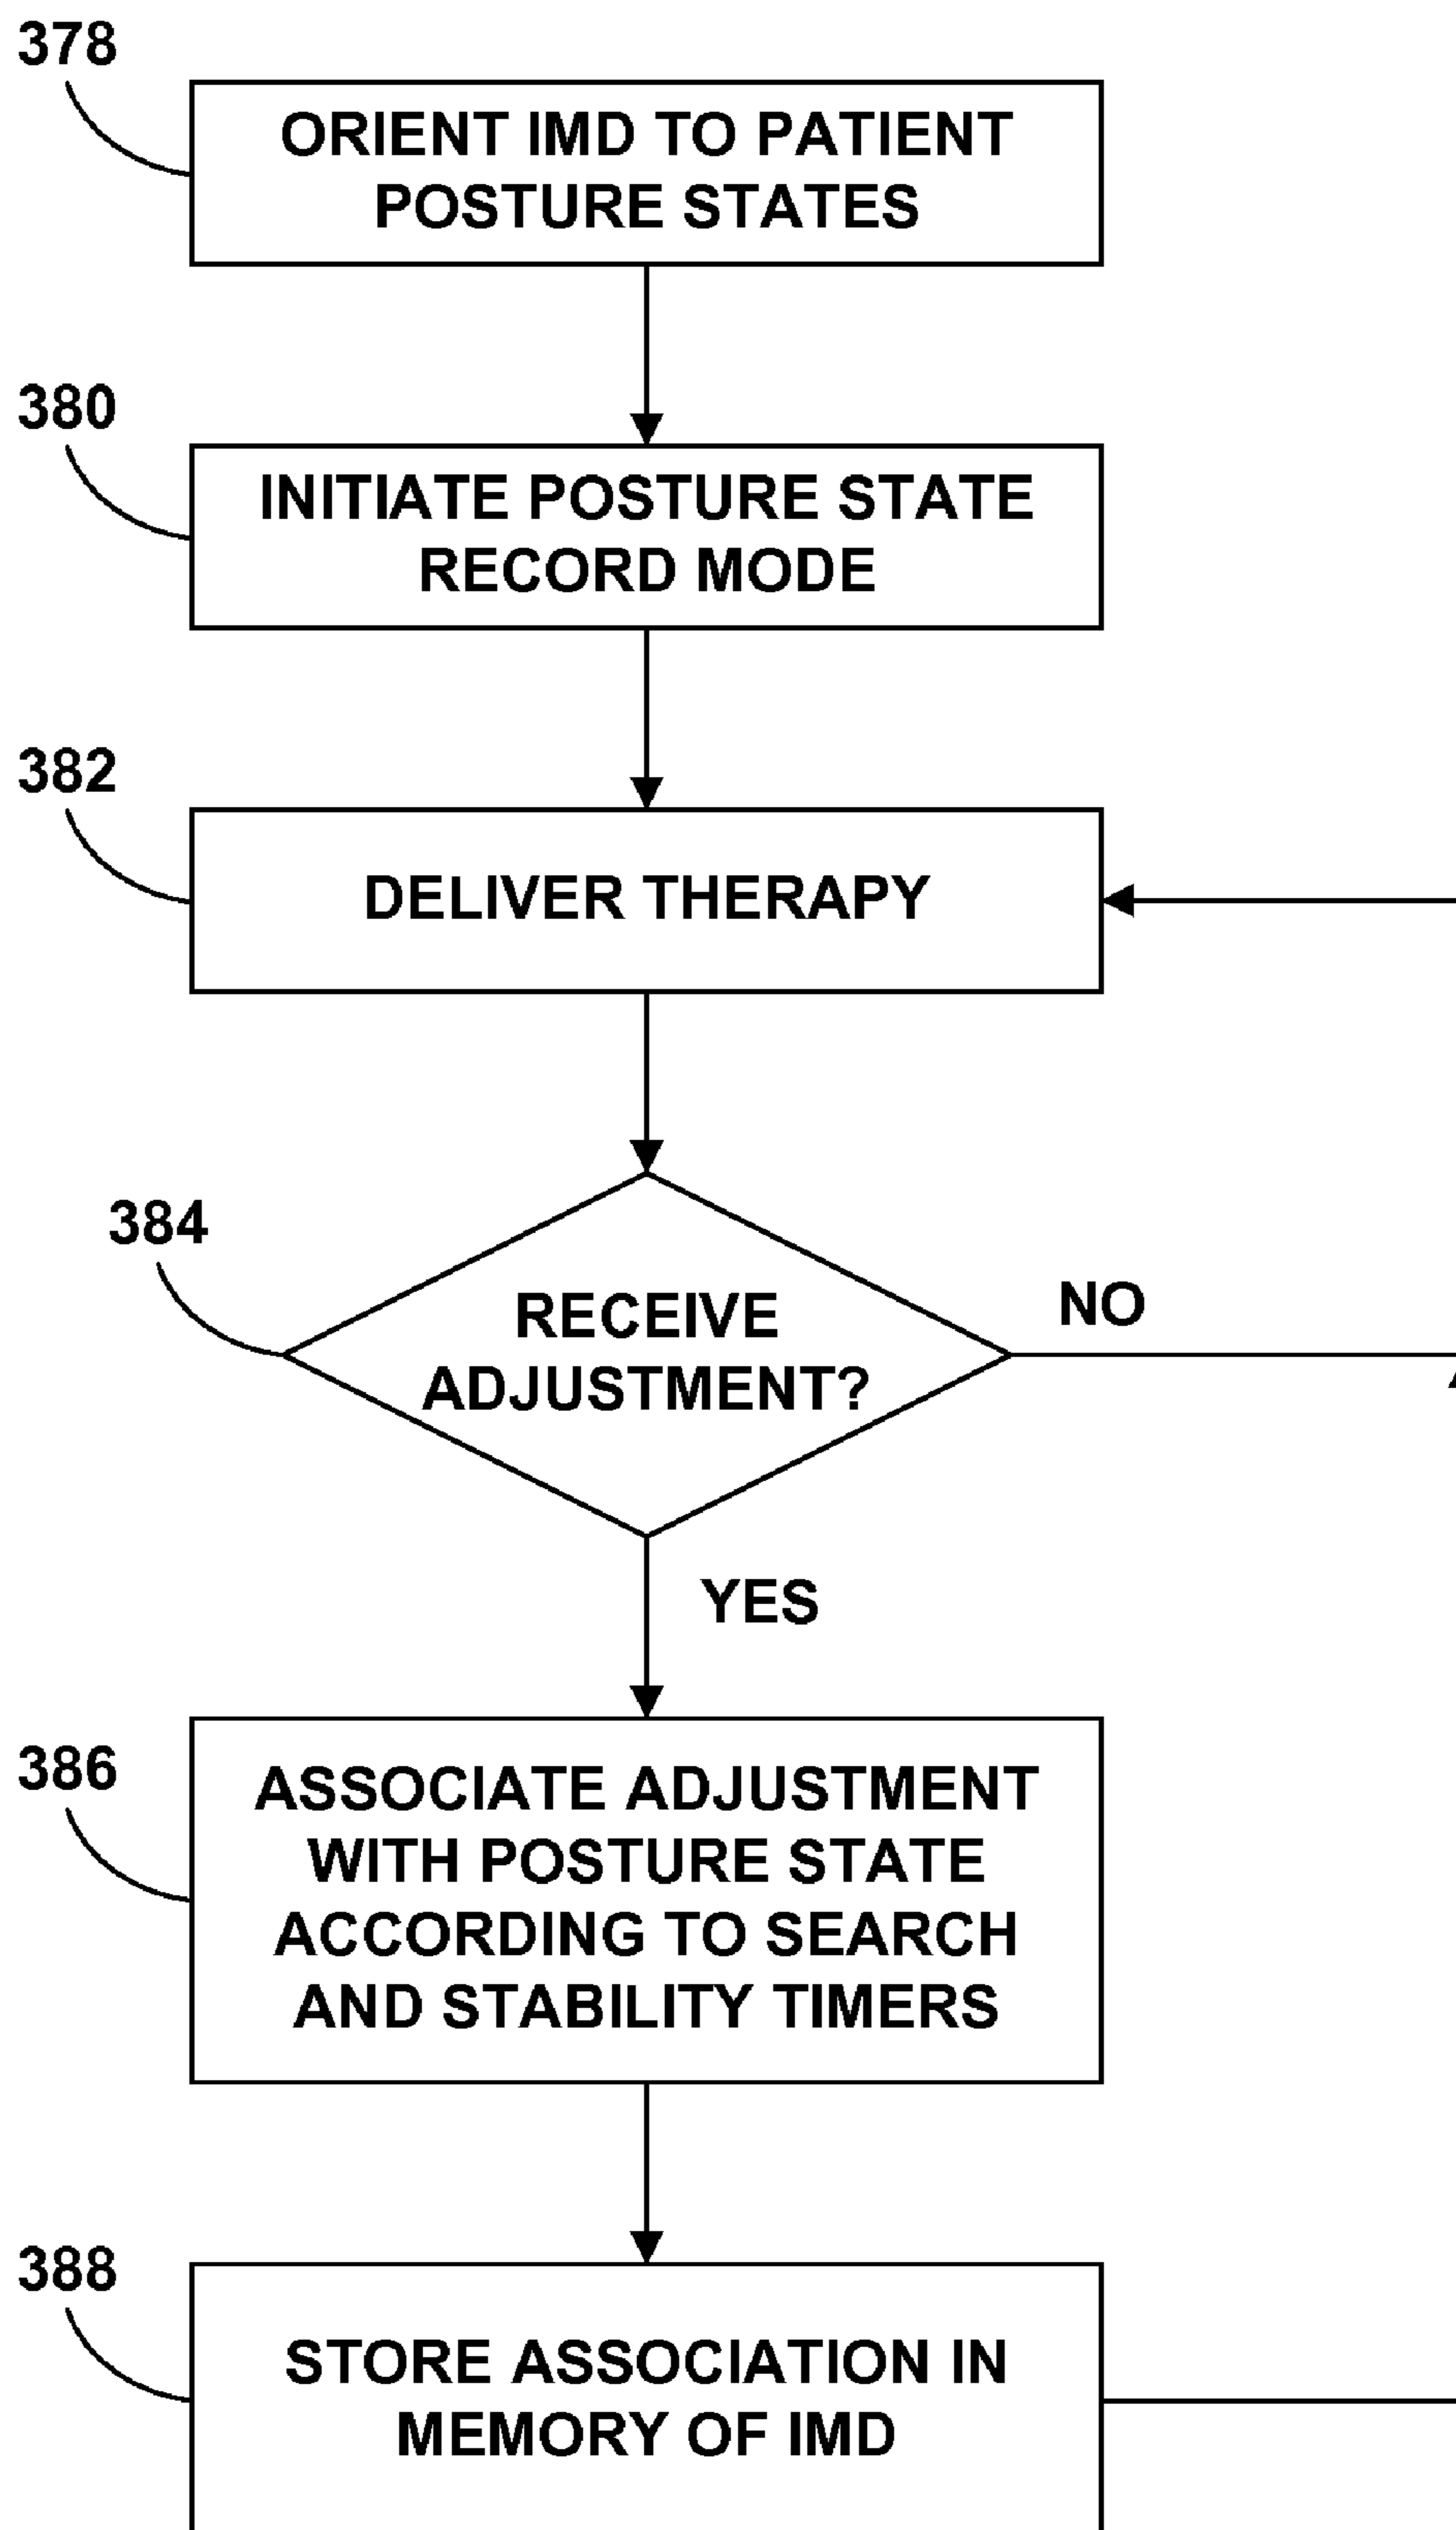 378
ORIENT IMD TO PATIENT
POSTURE STATES
380
INITIATE POSTURE STATE
RECORD MODE
382
DELIVER THERAPY
384
RECEIVE
ADJUSTMENT?
NO
YES
386
ASSOCIATE ADJUSTMENT
WITH POSTURE STATE
ACCORDING TO SEARCH
AND STABILITY TIMERS
388
STORE ASSOCIATION IN
MEMORY OF IMD